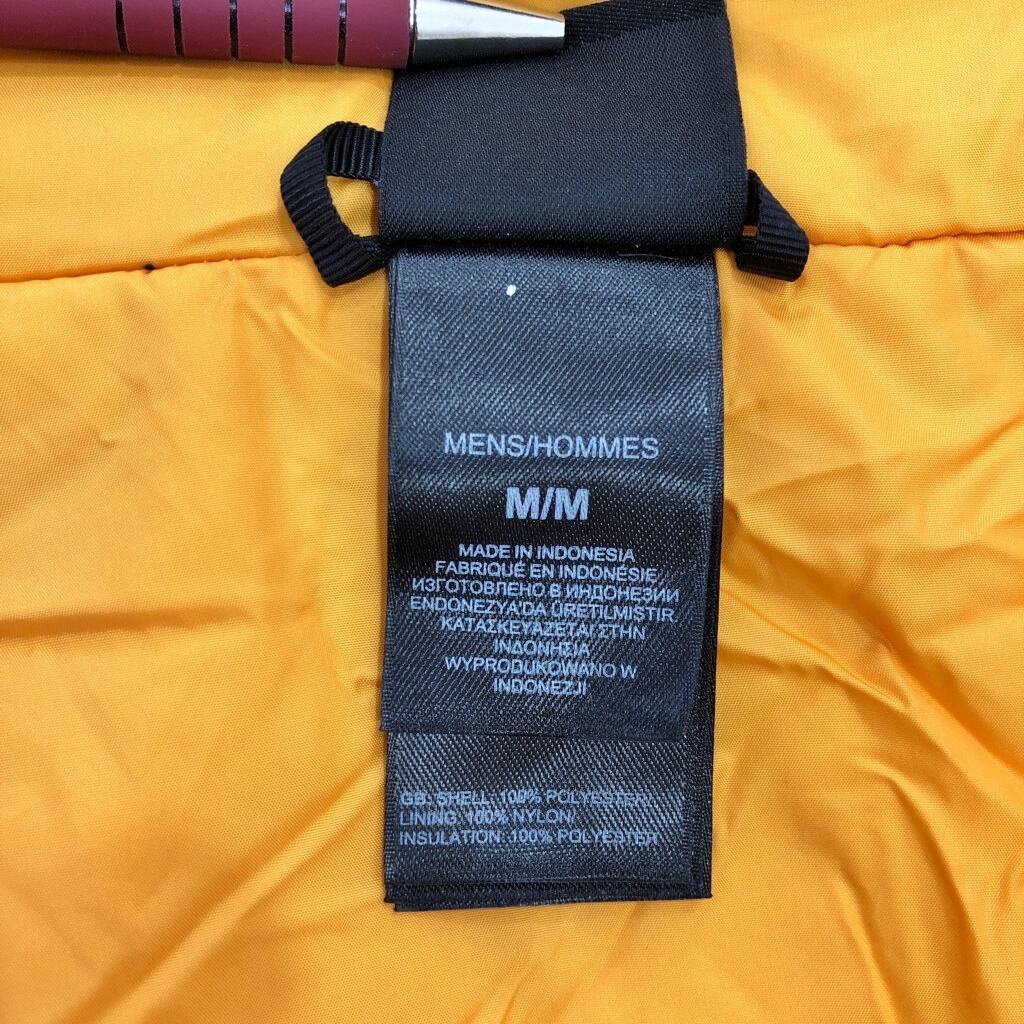 MENS/HOMMES
M/M
MADE IN INDONESIA
FABRIQUÉ EN INDONÉSIE
ИЗГОТОВЛЕНО В ИНДОНЕЗИИ
ENDONEZYA'DA ÜRETILMISTIR
ΚΑΤΑΣΚΕΥΑΖΕΤΑΙ ΣΤΗΝ
ΙΝΔΟΝΗΣΙΑ
WYPRODUKOWANO W
INDONEZJI
GB: SHELL: 100% POLYESTER/
LINING: 100% NYLON/
INSULATION: 100% POLYESTER